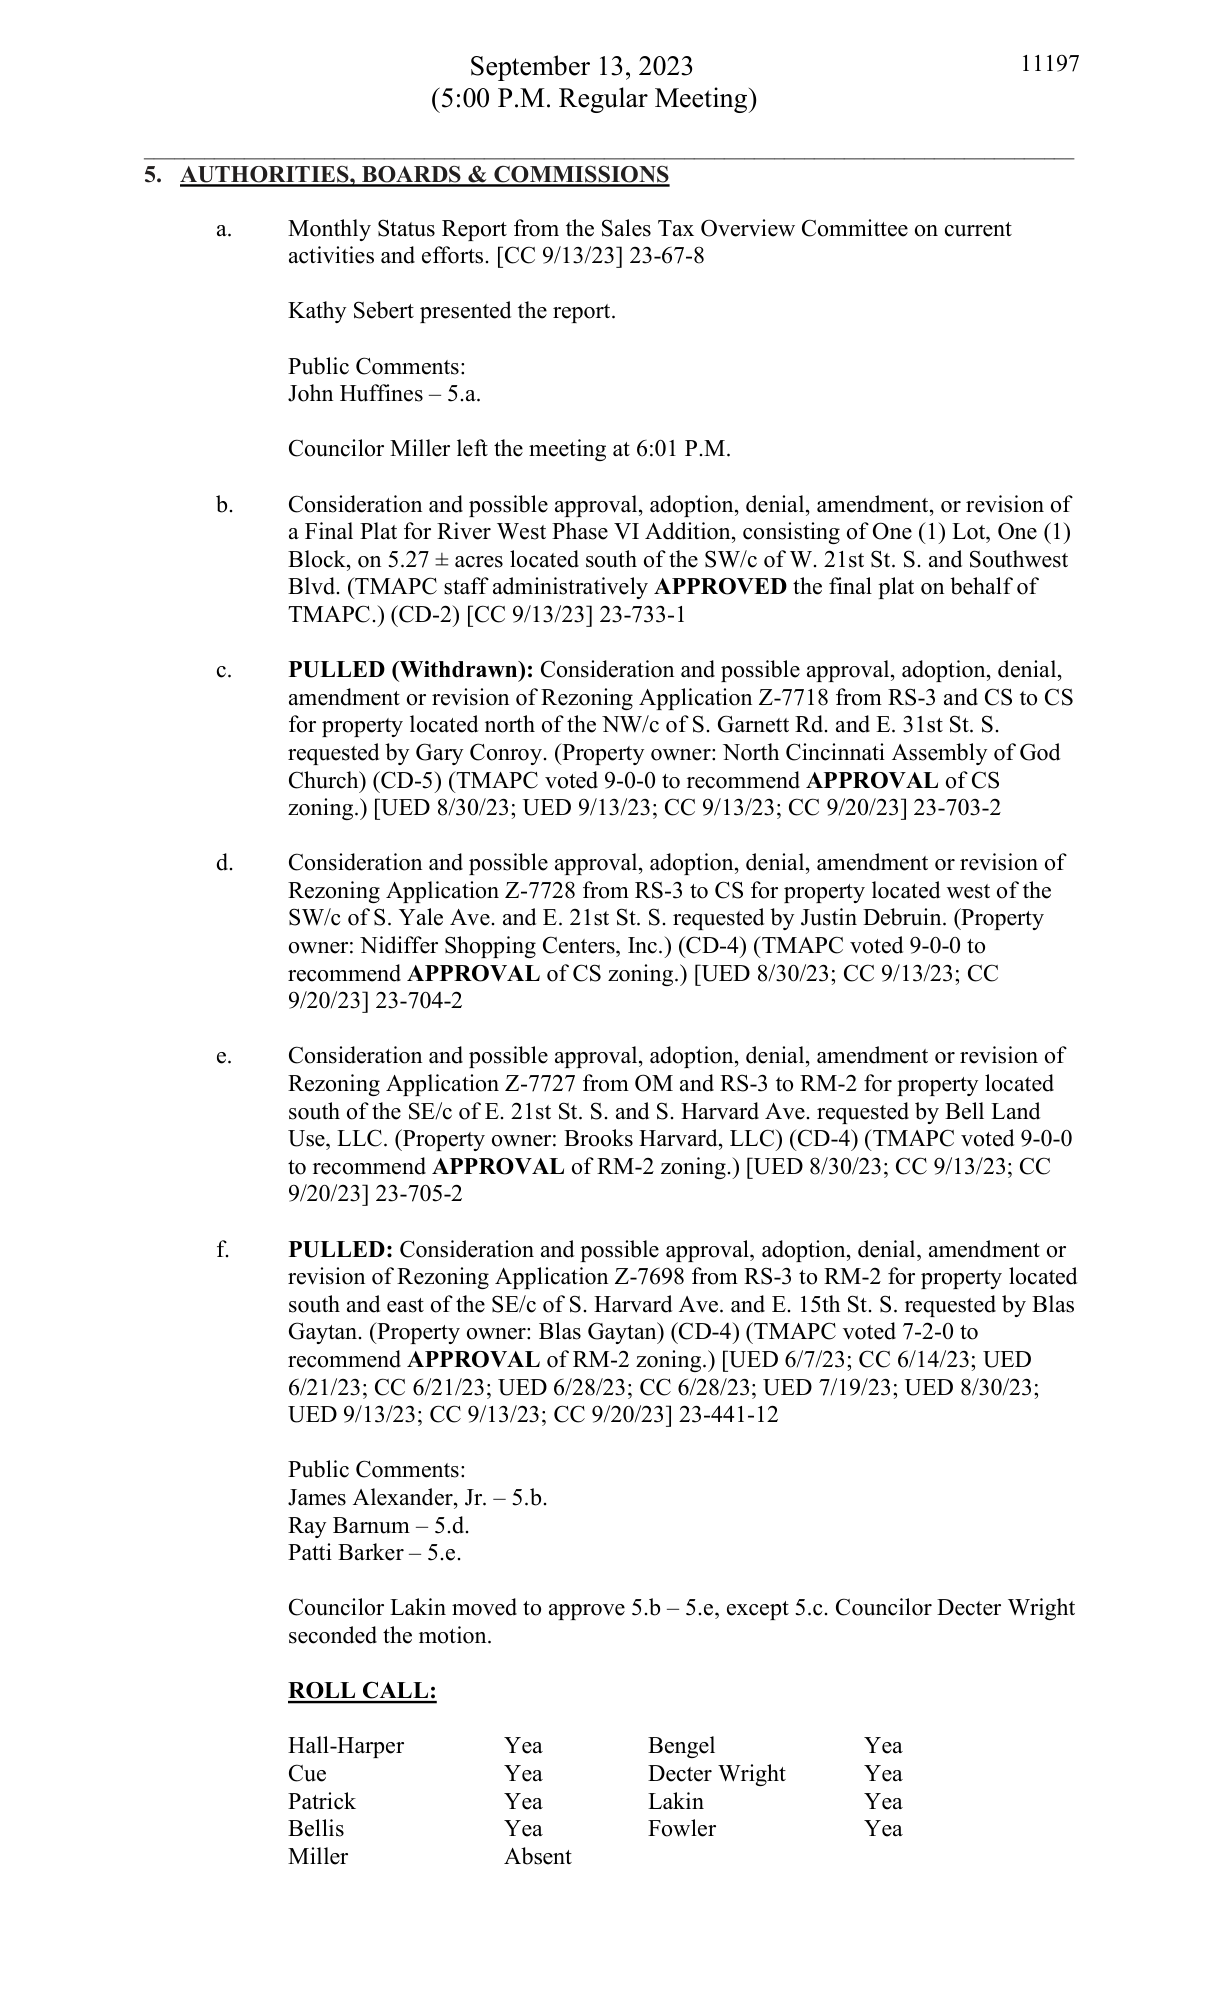 September 13, 2023
11197
(5:00 P.M. Regular Meeting)
5. AUTHORITIES, BOARDS & COMMISSIONS
a. Monthly Status Report from the Sales Tax Overview Committee on current
activities and efforts. [CC 9/13/23] 23-67-8
Kathy Sebert presented the report.
Public Comments:
John Huffines – 5.a.
Councilor Miller left the meeting at 6:01 P.M.
b. Consideration and possible approval, adoption, denial, amendment, or revision of
a Final Plat for River West Phase VI Addition, consisting of One (1) Lot, One (1)
Block, on 5.27 ± acres located south of the SW/c of W. 21st St. S. and Southwest
Blvd. (TMAPC staff administratively APPROVED the final plat on behalf of
TMAPC.) (CD-2) [CC 9/13/23] 23-733-1
c. PULLED (Withdrawn): Consideration and possible approval, adoption, denial,
amendment or revision of Rezoning Application Z-7718 from RS-3 and CS to CS
for property located north of the NW/c of S. Garnett Rd. and E. 31st St. S.
requested by Gary Conroy. (Property owner: North Cincinnati Assembly of God
Church) (CD-5) (TMAPC voted 9-0-0 to recommend APPROVAL of CS
zoning.) [UED 8/30/23; UED 9/13/23; CC 9/13/23; CC 9/20/23] 23-703-2
d. Consideration and possible approval, adoption, denial, amendment or revision of
Rezoning Application Z-7728 from RS-3 to CS for property located west of the
SW/c of S. Yale Ave. and E. 21st St. S. requested by Justin Debruin. (Property
owner: Nidiffer Shopping Centers, Inc.) (CD-4) (TMAPC voted 9-0-0 to
recommend APPROVAL of CS zoning.) [UED 8/30/23; CC 9/13/23; CC
9/20/23] 23-704-2
e. Consideration and possible approval, adoption, denial, amendment or revision of
Rezoning Application Z-7727 from OM and RS-3 to RM-2 for property located
south of the SE/c of E. 21st St. S. and S. Harvard Ave. requested by Bell Land
Use, LLC. (Property owner: Brooks Harvard, LLC) (CD-4) (TMAPC voted 9-0-0
to recommend APPROVAL of RM-2 zoning.) [UED 8/30/23; CC 9/13/23; CC
9/20/23] 23-705-2
f. PULLED: Consideration and possible approval, adoption, denial, amendment or
revision of Rezoning Application Z-7698 from RS-3 to RM-2 for property located
south and east of the SE/c of S. Harvard Ave. and E. 15th St. S. requested by Blas
Gaytan. (Property owner: Blas Gaytan) (CD-4) (TMAPC voted 7-2-0 to
recommend APPROVAL of RM-2 zoning.) [UED 6/7/23; CC 6/14/23; UED
6/21/23; CC 6/21/23; UED 6/28/23; CC 6/28/23; UED 7/19/23; UED 8/30/23;
UED 9/13/23; CC 9/13/23; CC 9/20/23] 23-441-12
Public Comments:
James Alexander, Jr. – 5.b.
Ray Barnum – 5.d.
Patti Barker – 5.e.
Councilor Lakin moved to approve 5.b – 5.e, except 5.c. Councilor Decter Wright
seconded the motion.
ROLL CALL:
Hall-Harper Yea Bengel Yea
Cue Yea Decter Wright Yea
Patrick Yea Lakin Yea
Bellis Yea Fowler Yea
Miller Absent